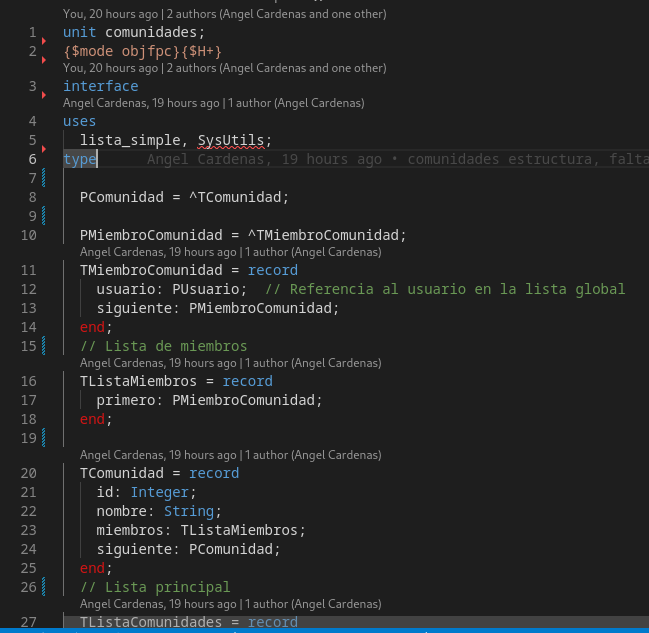 You, 20 hours ago | 2 authors (Angel Cardenas and one other)
1 unit comunidades;
2 {$mode objfpc}{$H+}
You, 20 hours ago | 2 authors (Angel Cardenas and one other)
3 interface
Angel Cardenas, 19 hours ago | 1 author (Angel Cardenas)
4 uses
5 lista_simple, SysUtils;
6 type Angel Cardenas, 19 hours ago • comunidades estructura, falta
7
8 PComunidad = ^TComunidad;
9
10 PMiembroComunidad = ^TMiembroComunidad;
Angel Cardenas, 19 hours ago | 1 author (Angel Cardenas)
11 TMiembroComunidad = record
12 usuario: PUsuario; // Referencia al usuario en la lista global
13 siguiente: PMiembroComunidad;
14 end;
15 // Lista de miembros
Angel Cardenas, 19 hours ago | 1 author (Angel Cardenas)
16 TListaMiembros = record
17 primero: PMiembroComunidad;
18 end;
19
Angel Cardenas, 19 hours ago | 1 author (Angel Cardenas)
20 TComunidad = record
21 id: Integer;
22 nombre: String;
23 miembros: TListaMiembros;
24 siguiente: PComunidad;
25 end;
26 // Lista principal
Angel Cardenas, 19 hours ago | 1 author (Angel Cardenas)
27 TListaComunidades = record